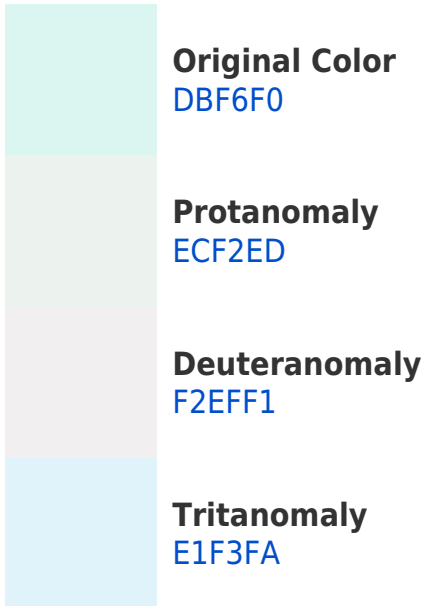 Original Color
DBF6F0
Protanomaly
ECF2ED
Deuteranomaly
F2EFF1
Tritanomaly
E1F3FA